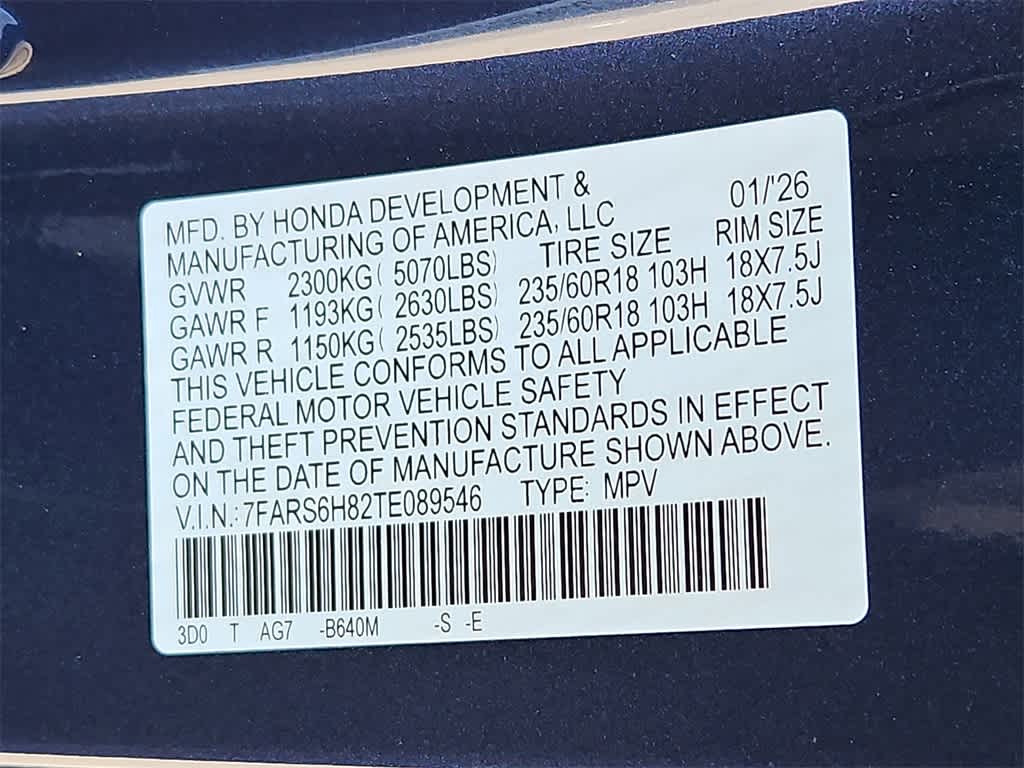 MFD. BY HONDA DEVELOPMENT & 01/'26
MANUFACTURING OF AMERICA, LLC TIRE SIZE RIM SIZE
GVWR 2300KG( 5070LBS)
GAWR F 1193KG( 2630LBS) 235/60R18 103H 18X7.5J
GAWR R 1150KG( 2535LBS) 235/60R18 103H 18X7.5J
THIS VEHICLE CONFORMS TO ALL APPLICABLE
FEDERAL MOTOR VEHICLE SAFETY
AND THEFT PREVENTION STANDARDS IN EFFECT
ON THE DATE OF MANUFACTURE SHOWN ABOVE.
V.I.N.: 7FARS6H82TE089546 TYPE: MPV
3D0 T AG7 -B640M -S -E